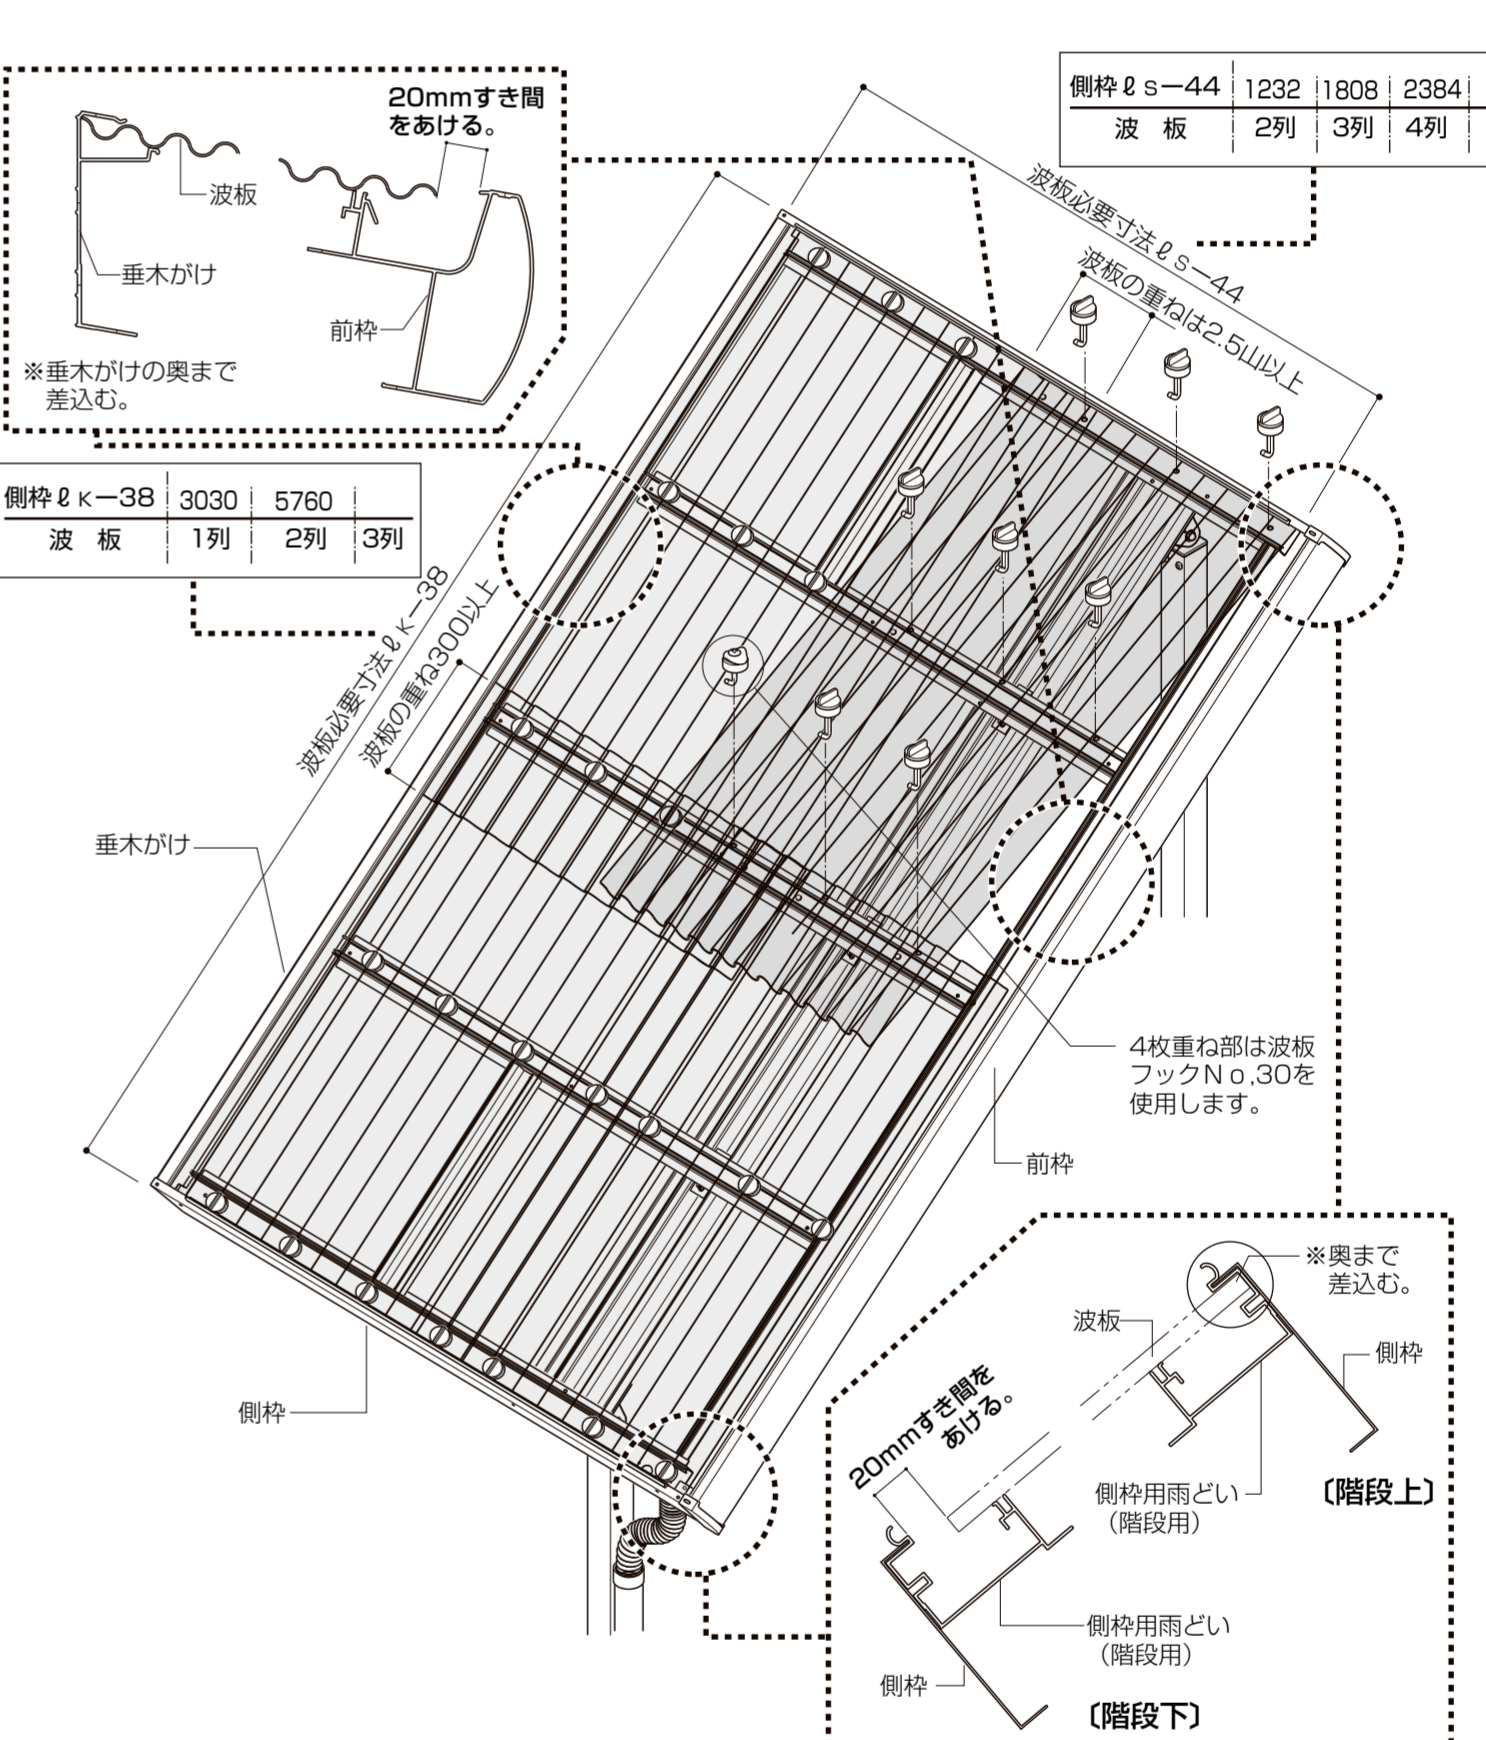 20mmすき間
をあける。
波板
垂木がけ
前枠
※垂木がけの奥まで
差込む。
側枠ℓ S−44 1232 1808 2384
波　板 2列 3列 4列
波板必要寸法ℓ S−44
波板の重ねは2.5山以上
側枠ℓ K−38 3030 5760
波　板 1列 2列 3列
波板必要寸法ℓ K−38
波板の重ね300以上
垂木がけ
4枚重ね部は波板
フックNo,30を
使用します。
前枠
側枠
※奥まで
差込む。
波板
側枠
20mmすき間を
あける。
側枠用雨どい
（階段用）
〔階段上〕
側枠用雨どい
（階段用）
側枠
〔階段下〕